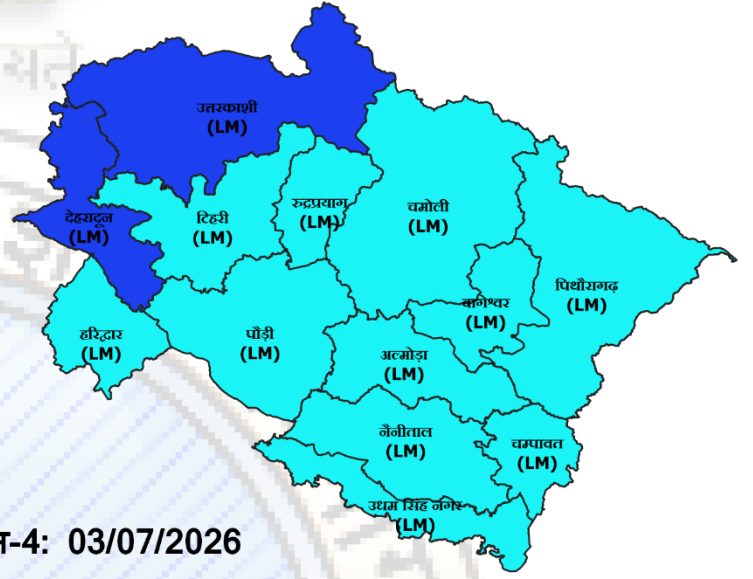 उत्तरकाशी
(LM)
देहरादून
(LM)
टिहरी
(LM)
रुद्रप्रयाग
(LM)
चमोली
(LM)
पिथौरागढ़
(LM)
बागेश्वर
(LM)
हरिद्वार
(LM)
पौड़ी
(LM)
अल्मोड़ा
(LM)
नैनीताल
(LM)
चम्पावत
(LM)
उधम सिंह नगर
(LM)
-4: 03/07/2026